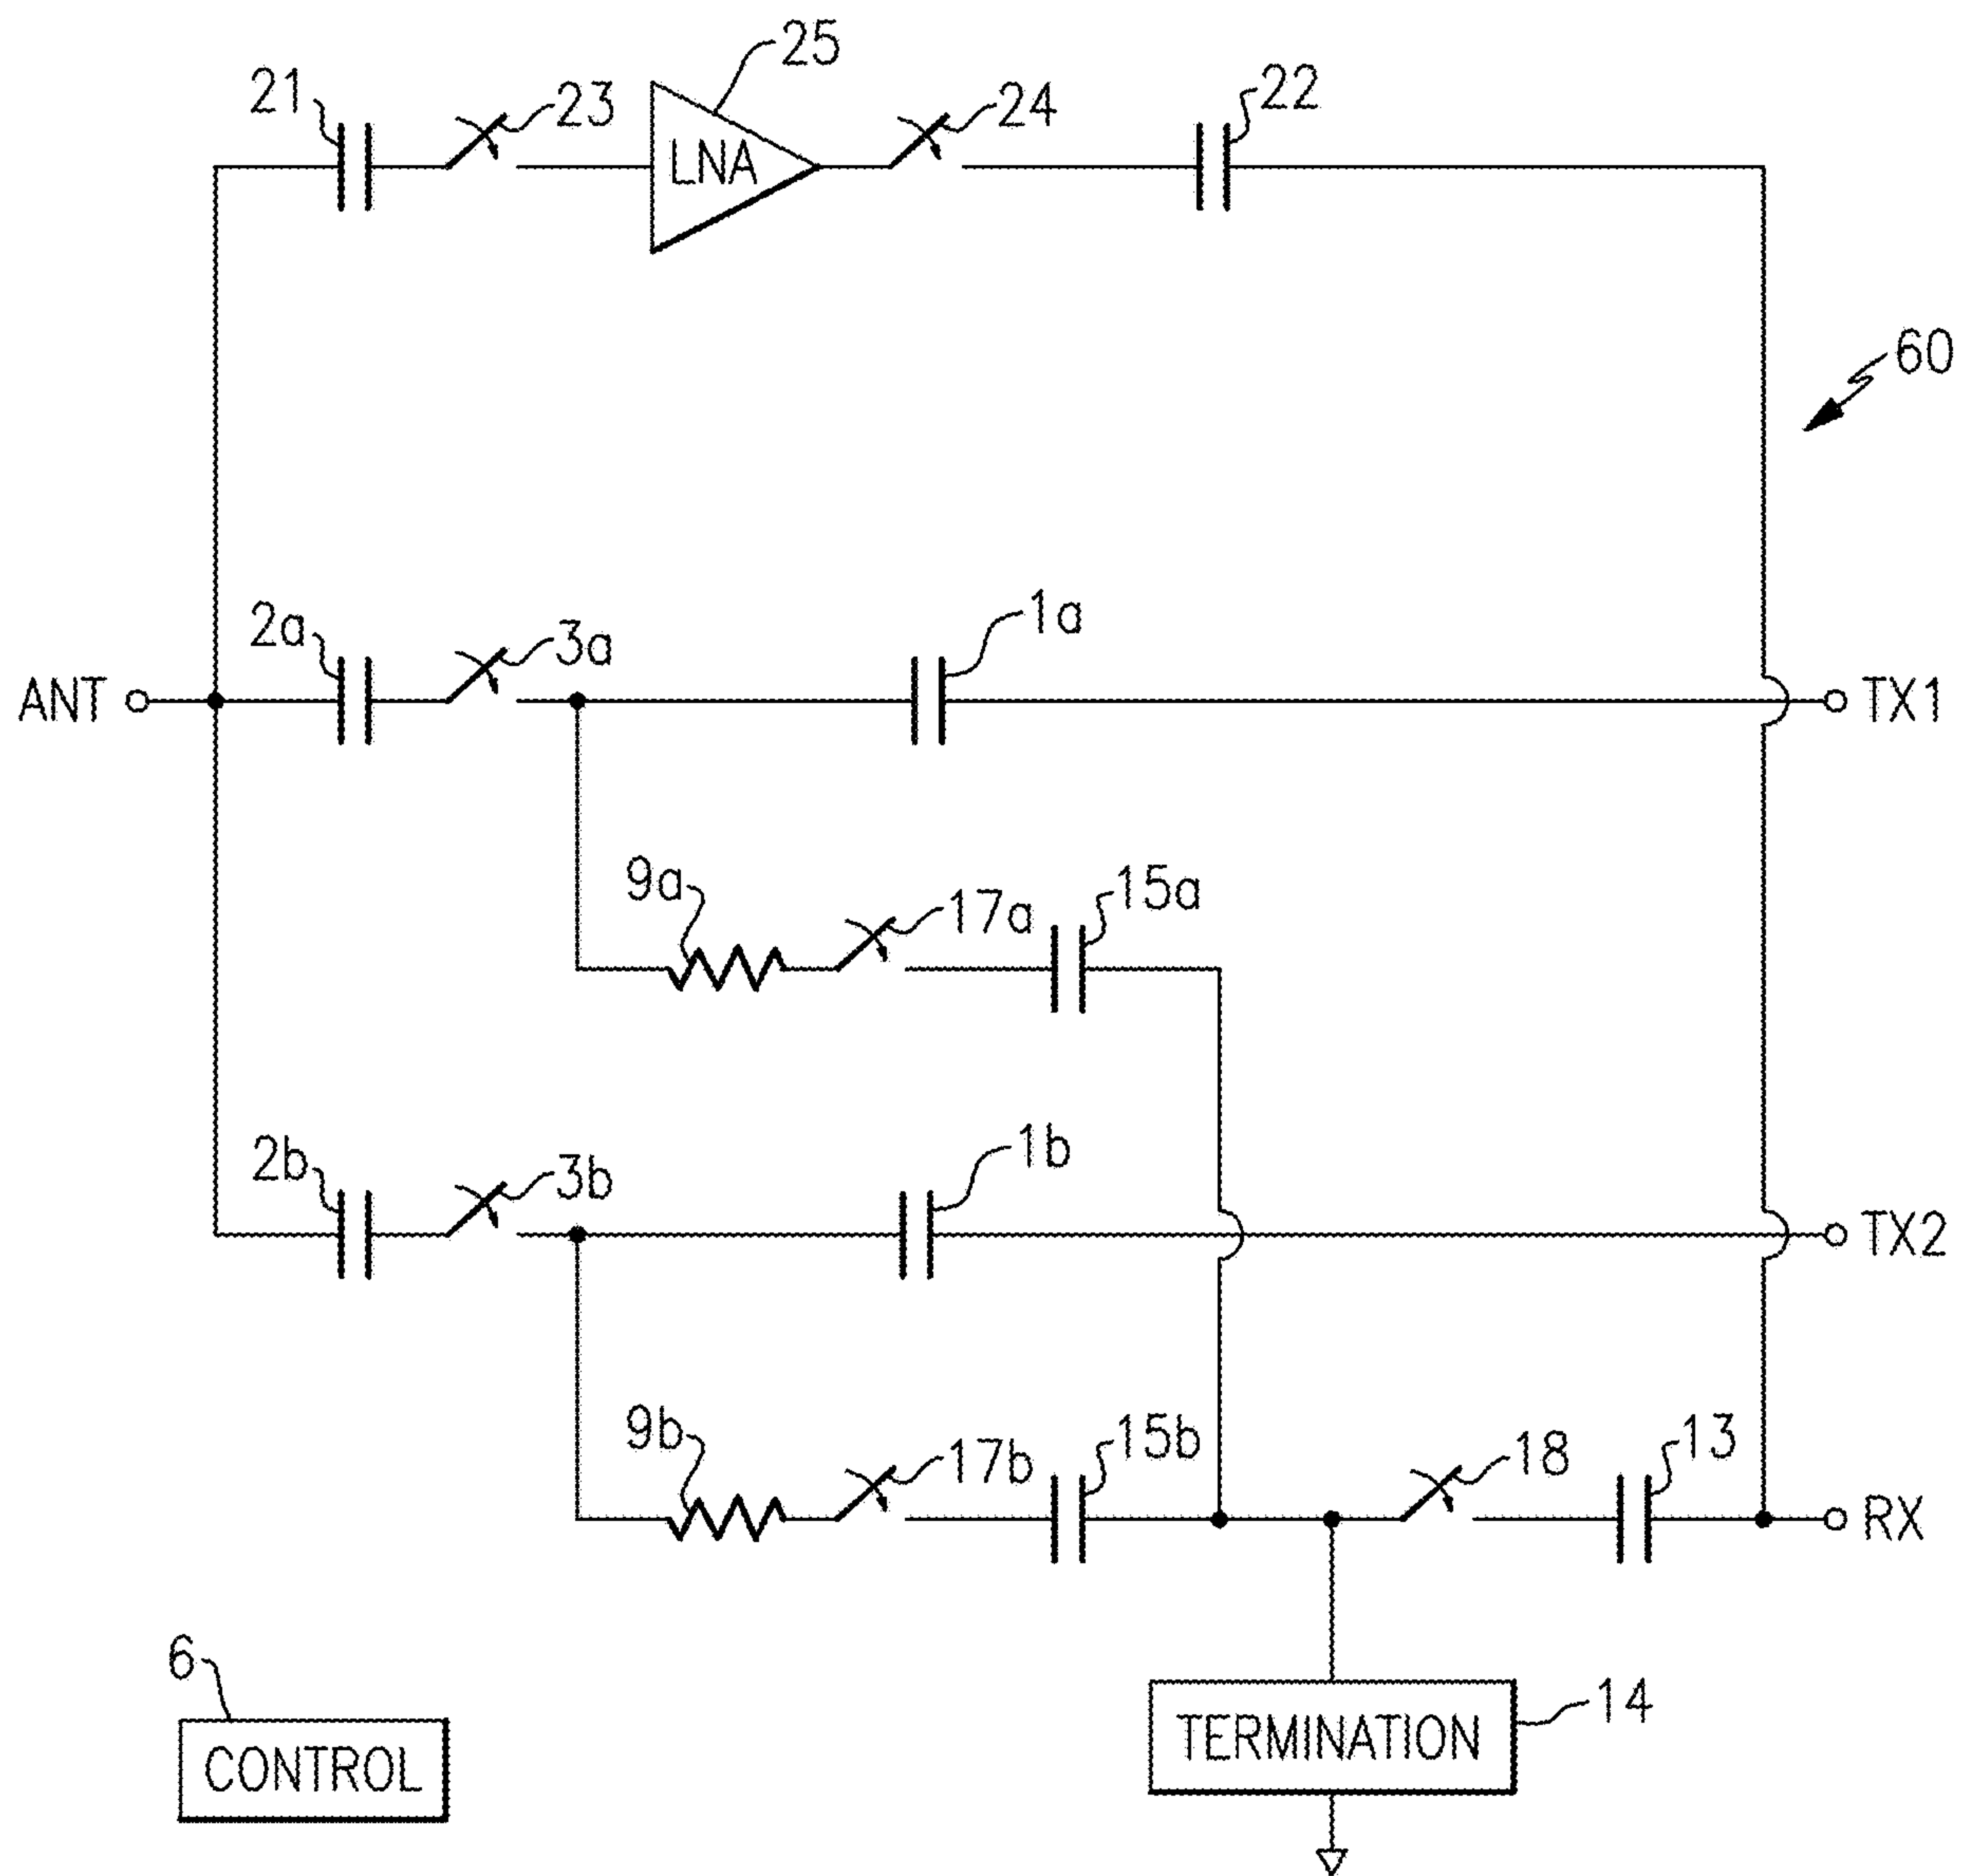 25
21
23
24
22
LNA
60
2a
3a
1a
ANT
TX1
9a
17a
15a
2b
3b
1b
TX2
9b
17b
15b
18
13
RX
6
14
CONTROL
TERMINATION